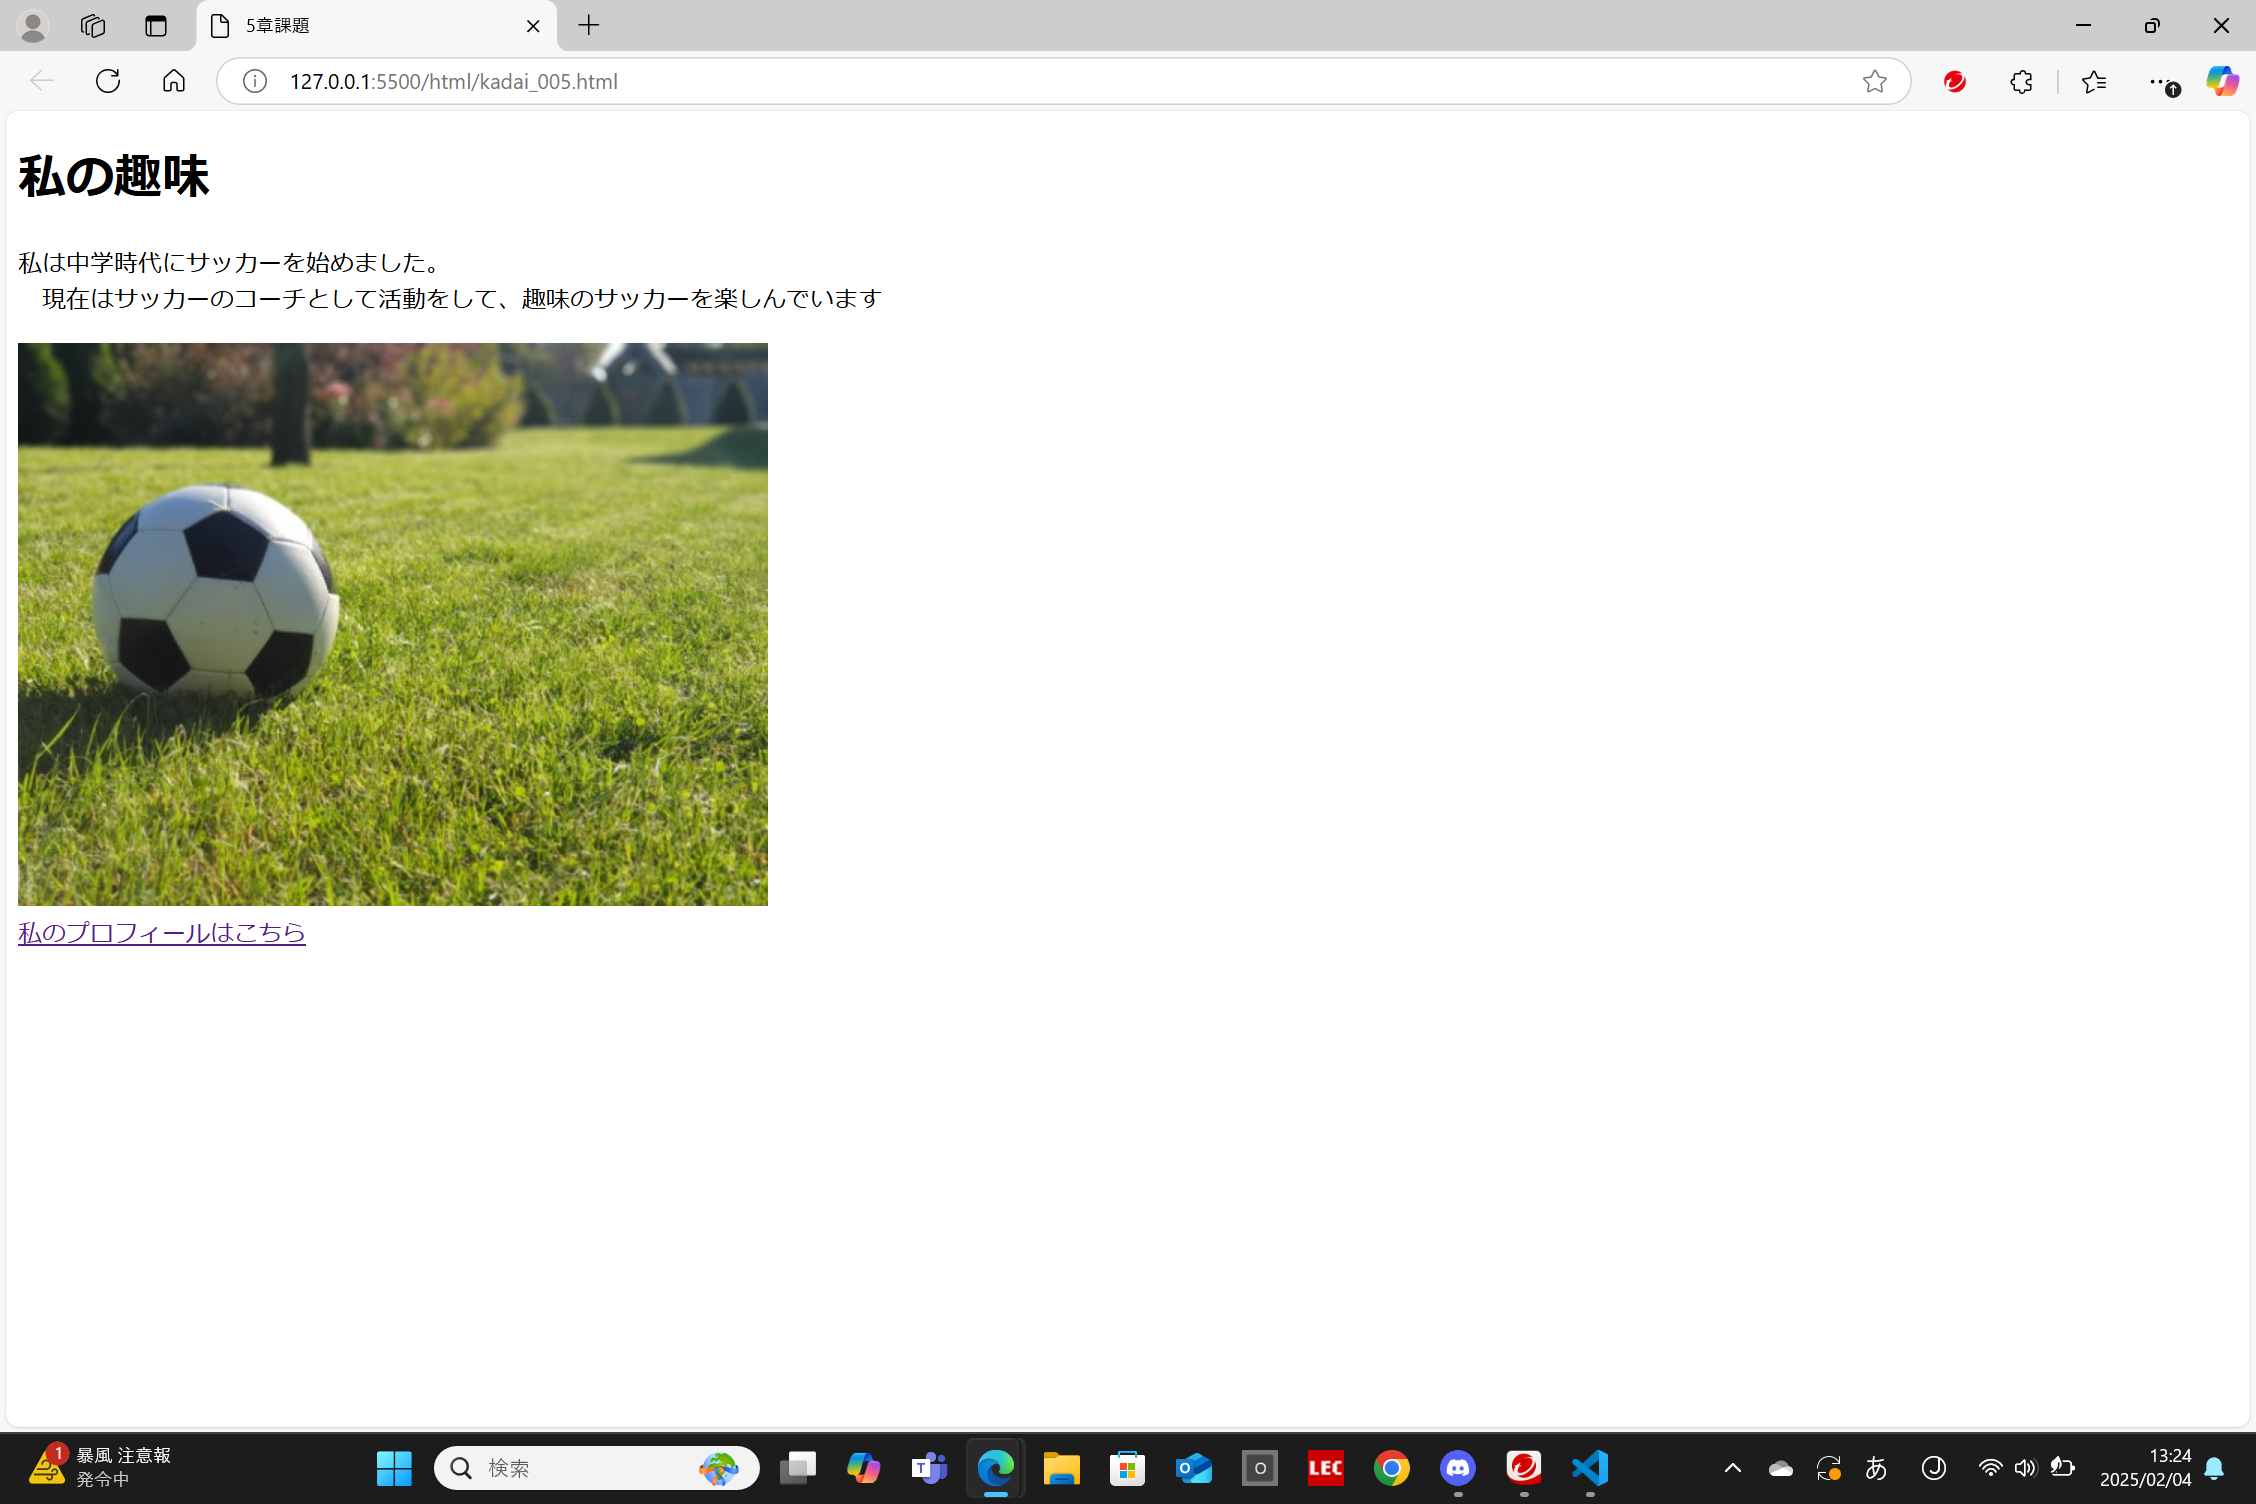 5章課題
127.0.0.1:5500/html/kadai_005.html
私の趣味
私は中学時代にサッカーを始めました。
　現在はサッカーのコーチとして活動をして、趣味のサッカーを楽しんでいます
私のプロフィールはこちら
1
暴風 注意報
発令中
検索
T
O
O
LEC
あ
J
13:24
2025/02/04